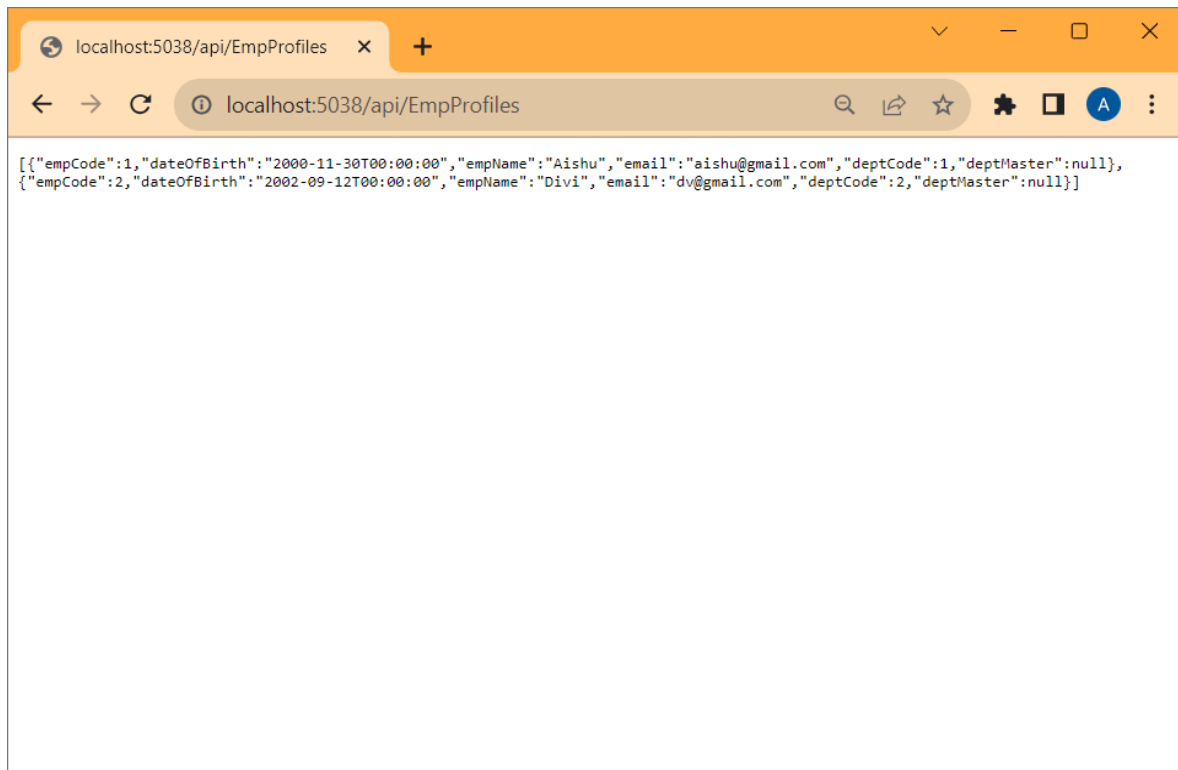 localhost:5038/api/EmpProfiles
localhost:5038/api/EmpProfiles
A
[{"empCode":1,"dateOfBirth":"2000-11-30T00:00:00","empName":"Aishu","email":"aishu@gmail.com","deptCode":1,"deptMaster":null},
{"empCode":2,"dateOfBirth":"2002-09-12T00:00:00","empName":"Divi","email":"dv@gmail.com","deptCode":2,"deptMaster":null}]